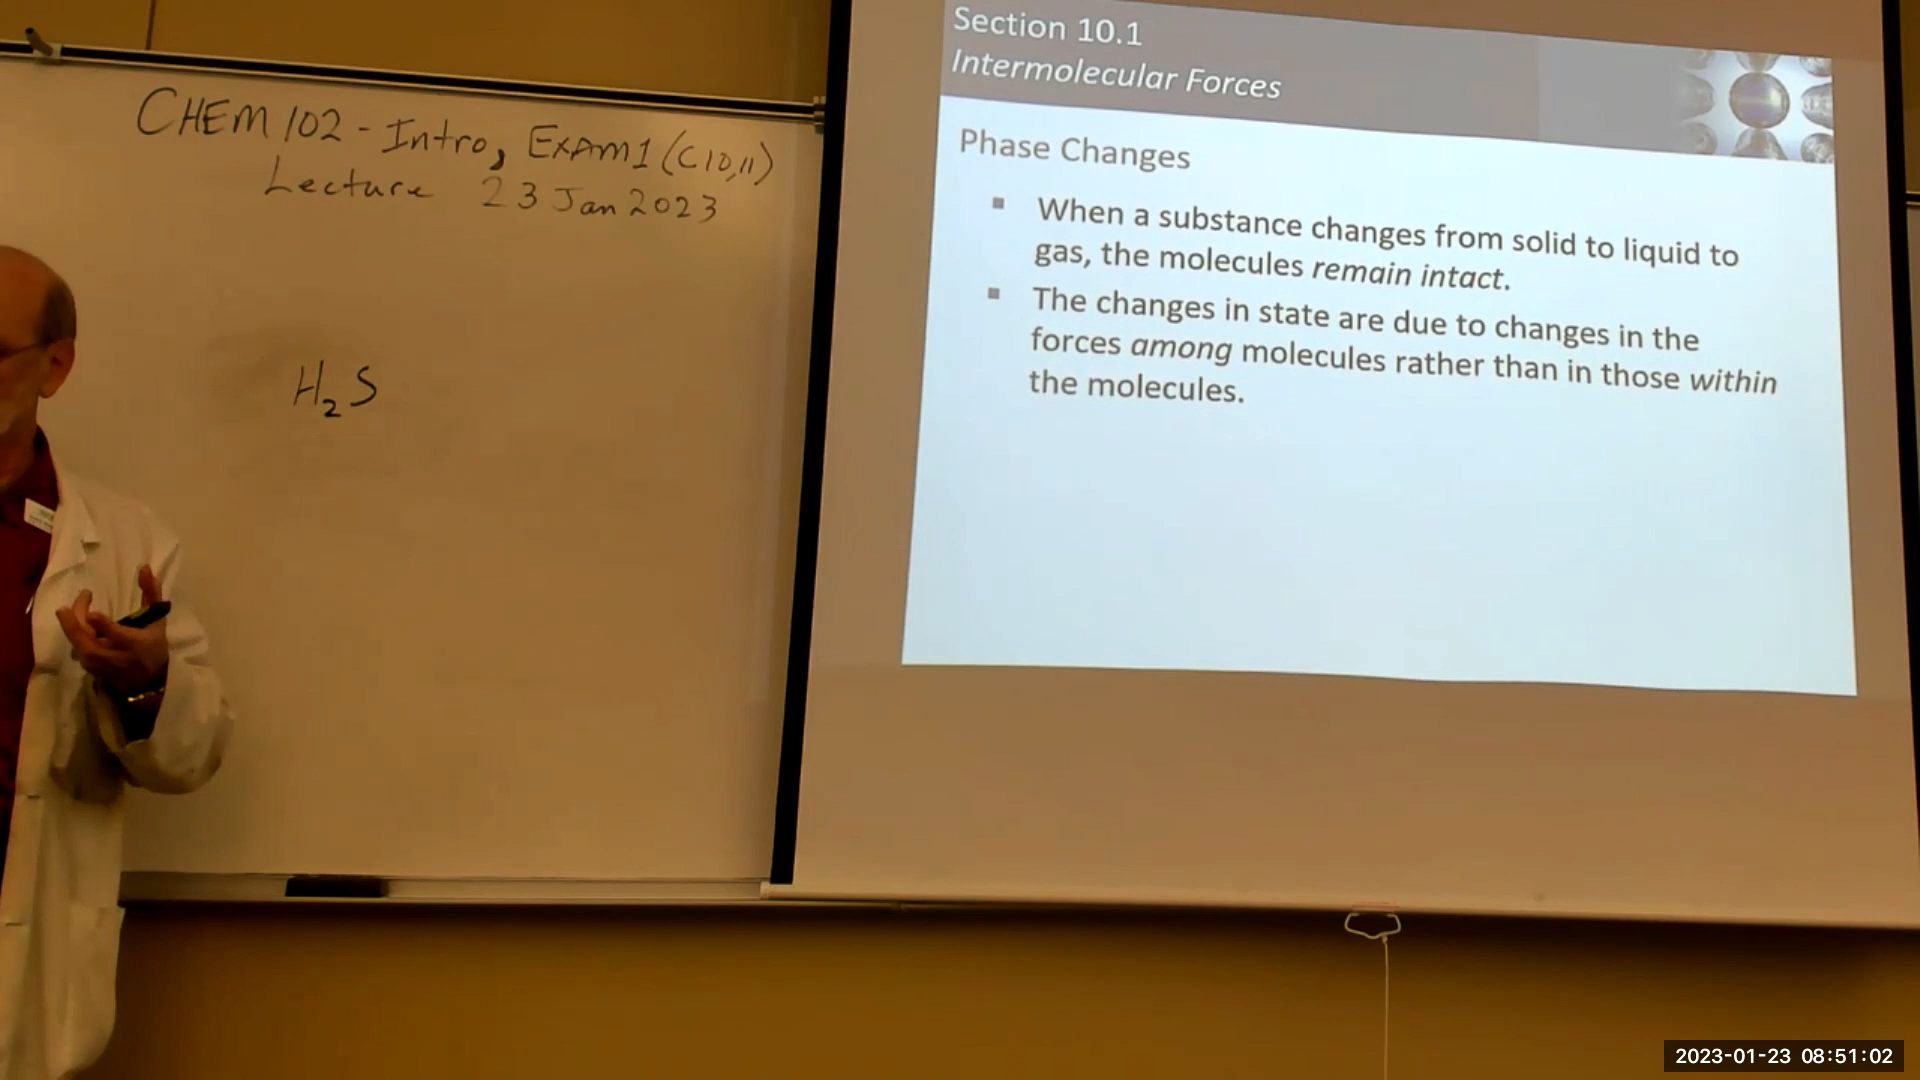 CHEM 102 - Intro, EXAM 1 (C10,11)
Lecture 23 Jan 2023
H₂S
Section 10.1
Intermolecular Forces
Phase Changes
▪ When a substance changes from solid to liquid to
gas, the molecules remain intact.
▪ The changes in state are due to changes in the
forces among molecules rather than in those within
the molecules.
2023-01-23 08:51:02